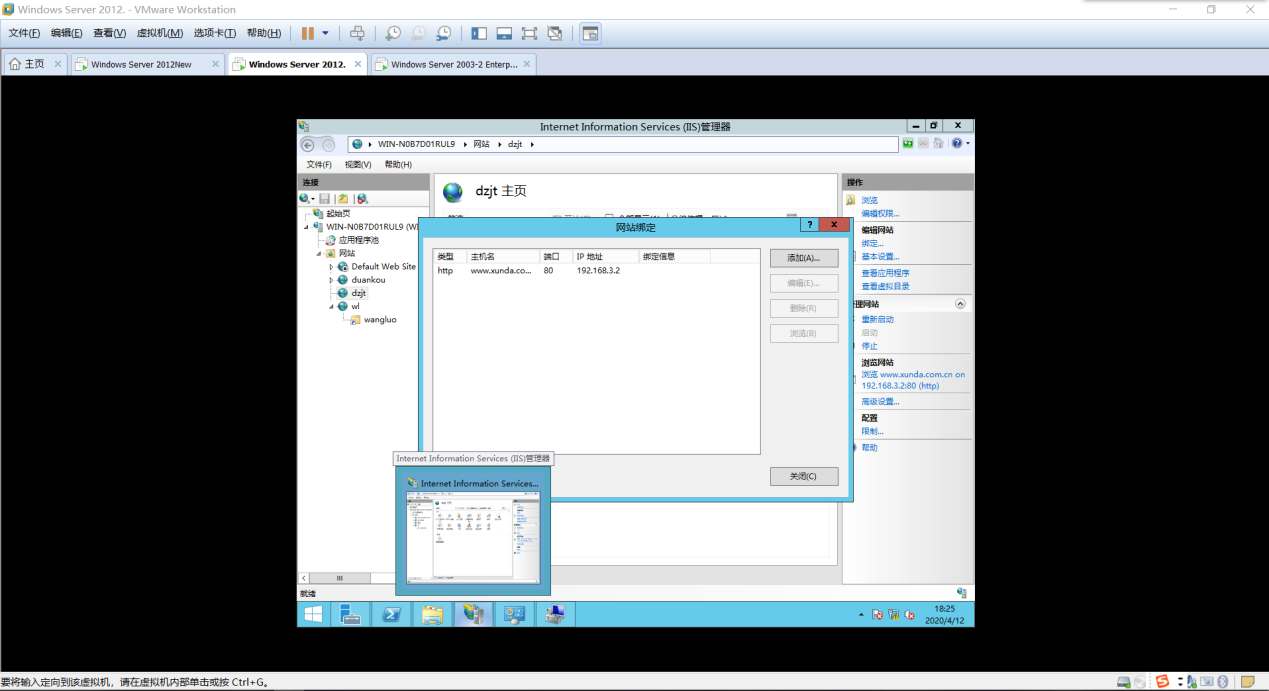 Windows Server 2012. - VMware Workstation
文件(F) 编辑(E) 查看(V) 虚拟机(M) 选项卡(T) 帮助(H)
主页 Windows Server 2012New Windows Server 2012. Windows Server 2003-2 Enterp...
Internet Information Services (IIS)管理器
WIN-N0B7D01RUL9 网站 dzjt
文件(F) 视图(V) 帮助(H)
连接
起始页
WIN-N0B7D01RUL9 (WI
应用程序池
网站
Default Web Site
duankou
dzjt
wl
wangluo
dzjt 主页
网站绑定
类型 主机名 端口 IP 地址 绑定信息
http www.xunda.co... 80 192.168.3.2
添加(A)...
编辑(E)...
删除(R)
浏览(B)
关闭(C)
操作
浏览
编辑权限...
编辑网站
绑定...
基本设置...
查看应用程序
查看虚拟目录
理网站
重新启动
启动
停止
浏览网站
浏览 www.xunda.com.cn on
192.168.3.2:80 (http)
高级设置...
配置
限制...
帮助
Internet Information Services (IIS)管理器
Internet Information Services...
就绪
18:25
2020/4/12
要将输入定向到该虚拟机，请在虚拟机内部单击或按 Ctrl+G。